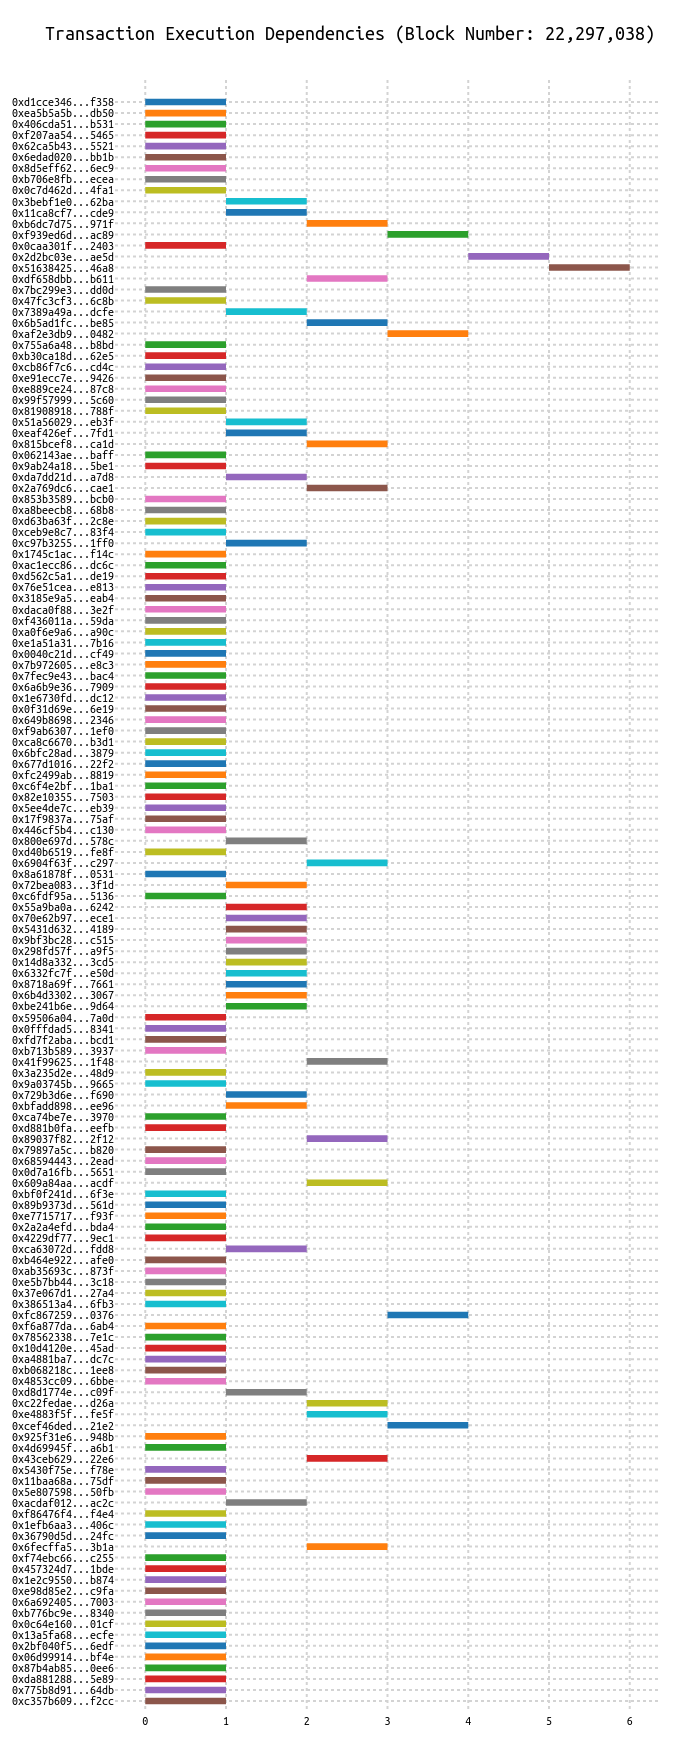 Transaction Execution Dependencies (Block Number: 22,297,038)
0xd1cce346...f358
0xea5b5a5b...db50
0x406cda51...b531
0xf207aa54...5465
0x62ca5b43...5521
0x6edad020...bb1b
0x8d5eff62...6ec9
0xb706e8fb...ecea
0x0c7d462d...4fa1
0x3bebf1e0...62ba
0x11ca8cf7...cde9
0xb6dc7d75...971f
0xf939ed6d...ac89
0x0caa301f...2403
0x2d2bc03e...ae5d
0x51638425...46a8
0xdf658dbb...b611
0x7bc299e3...dd0d
0x47fc3cf3...6c8b
0x7389a49a...dcfe
0x6b5ad1fc...be85
0xaf2e3db9...0482
0x755a6a48...b8bd
0xb30ca18d...62e5
0xcb86f7c6...cd4c
0xe91ecc7e...9426
0xe889ce24...87c8
0x99f57999...5c60
0x81908918...788f
0x51a56029...eb3f
0xeaf426ef...7fd1
0x815bcef8...ca1d
0x062143ae...baff
0x9ab24a18...5be1
0xda7dd21d...a7d8
0x2a769dc6...cae1
0x853b3589...bcb0
0xa8beecb8...68b8
0xd63ba63f...2c8e
0xceb9e8c7...83f4
0xc97b3255...1ff0
0x1745c1ac...f14c
0xac1ecc86...dc6c
0xd562c5a1...de19
0x76e51cea...e813
0x3185e9a5...eab4
0xdaca0f88...3e2f
0xf436011a...59da
0xa0f6e9a6...a90c
0xe1a51a31...7b16
0x0040c21d...cf49
0x7b972605...e8c3
0x7fec9e43...bac4
0x6a6b9e36...7909
0x1e6730fd...dc12
0x0f31d69e...6e19
0x649b8698...2346
0xf9ab6307...1ef0
0xca8c6670...b3d1
0x6bfc28ad...3879
0x677d1016...22f2
0xfc2499ab...8819
0xc6f4e2bf...1ba1
0x82e10355...7503
0x5ee4de7c...eb39
0x17f9837a...75af
0x446cf5b4...c130
0x800e697d...578c
0xd40b6519...fe8f
0x6904f63f...c297
0x8a61878f...0531
0x72bea083...3f1d
0xc6fdf95a...5136
0x55a9ba0a...6242
0x70e62b97...ece1
0x5431d632...4189
0x9bf3bc28...c515
0x298fd57f...a9f5
0x14d8a332...3cd5
0x6332fc7f...e50d
0x8718a69f...7661
0x6b4d3302...3067
0xbe241b6e...9d64
0x59506a04...7a0d
0x0fffdad5...8341
0xfd7f2aba...bcd1
0xb713b589...3937
0x41f99625...1f48
0x3a235d2e...48d9
0x9a03745b...9665
0x729b3d6e...f690
0xbfadd898...ee96
0xca74be7e...3970
0xd881b0fa...eefb
0x89037f82...2f12
0x79897a5c...b820
0x68594443...2ead
0x0d7a16fb...5651
0x609a84aa...acdf
0xbf0f241d...6f3e
0x89b9373d...561d
0xe7715717...f93f
0x2a2a4efd...bda4
0x4229df77...9ec1
0xca63072d...fdd8
0xb464e922...afe0
0xab35693c...873f
0xe5b7bb44...3c18
0x37e067d1...27a4
0x386513a4...6fb3
0xfc867259...0376
0xf6a877da...6ab4
0x78562338...7e1c
0x10d4120e...45ad
0xa4881ba7...dc7c
0xb068218c...1ee8
0x4853cc09...6bbe
0xd8d1774e...c09f
0xc22fedae...d26a
0xe4883f5f...fe5f
0xcef46ded...21e2
0x925f31e6...948b
0x4d69945f...a6b1
0x43ceb629...22e6
0x5430f75e...f78e
0x11baa68a...75df
0x5e807598...50fb
0xacdaf012...ac2c
0xf86476f4...f4e4
0x1efb6aa3...406c
0x36790d5d...24fc
0x6fecffa5...3b1a
0xf74ebc66...c255
0x457324d7...1bde
0x1e2c9550...b874
0xe98d85e2...c9fa
0x6a692405...7003
0xb776bc9e...8340
0x0c64e160...01cf
0x13a5fa68...ecfe
0x2bf040f5...6edf
0x06d99914...bf4e
0x87b4ab85...0ee6
0xda881288...5e89
0x775b8d91...64db
0xc357b609...f2cc
0 1 2 3 4 5 6